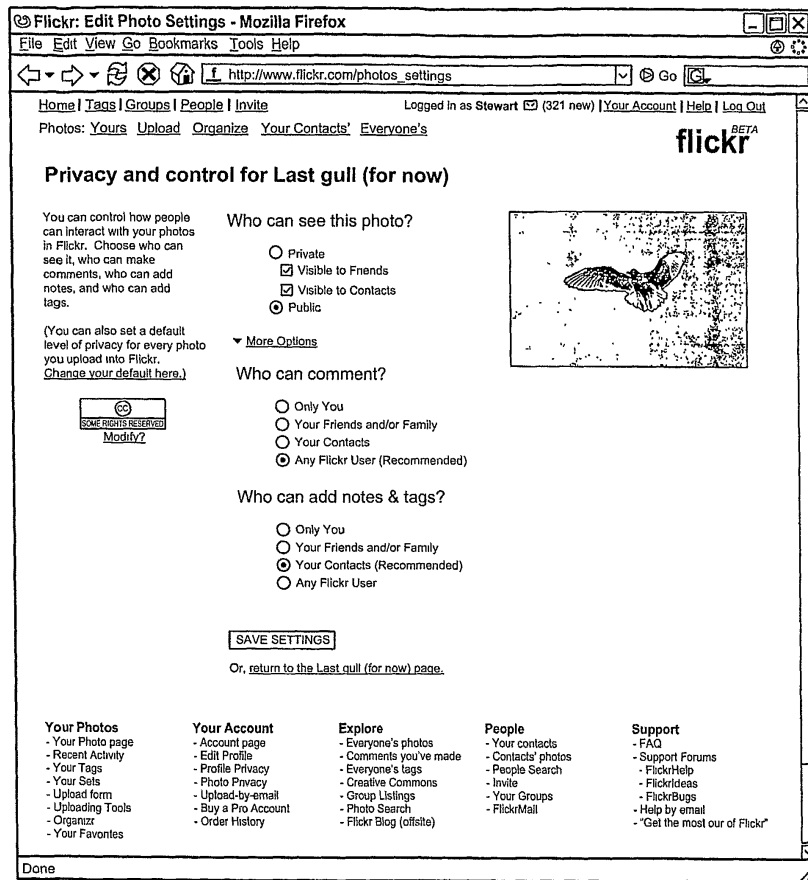 Flickr: Edit Photo Settings - Mozilla Firefox
File Edit View Go Bookmarks Tools Help
f http://www.flickr.com/photos_settings Go G
Home | Tags | Groups | People | Invite
Logged in as Stewart (321 new) | Your Account | Help | Log Out
Photos: Yours Upload Organize Your Contacts' Everyone's
flickr BETA
Privacy and control for Last gull (for now)
You can control how people
can interact with your photos
in Flickr. Choose who can
see it, who can make
comments, who can add
notes, and who can add
tags.
(You can also set a default
level of privacy for every photo
you upload into Flickr.
Change your default here.)
cc
SOME RIGHTS RESERVED
Modify?
Who can see this photo?
Private
Visible to Friends
Visible to Contacts
Public
More Options
Who can comment?
Only You
Your Friends and/or Family
Your Contacts
Any Flickr User (Recommended)
Who can add notes & tags?
Only You
Your Friends and/or Family
Your Contacts (Recommended)
Any Flickr User
SAVE SETTINGS
Or, return to the Last gull (for now) page.
Your Photos
- Your Photo page
- Recent Activity
- Your Tags
- Your Sets
- Upload form
- Uploading Tools
- Organizr
- Your Favorites
Your Account
- Account page
- Edit Profile
- Profile Privacy
- Photo Privacy
- Upload-by-email
- Buy a Pro Account
- Order History
Explore
- Everyone's photos
- Comments you've made
- Everyone's tags
- Creative Commons
- Group Listings
- Photo Search
- Flickr Blog (offsite)
People
- Your contacts
- Contacts' photos
- People Search
- Invite
- Your Groups
- FlickrMail
Support
- FAQ
- Support Forums
- FlickrHelp
- FlickrIdeas
- FlickrBugs
- Help by email
- "Get the most our of Flickr"
Done